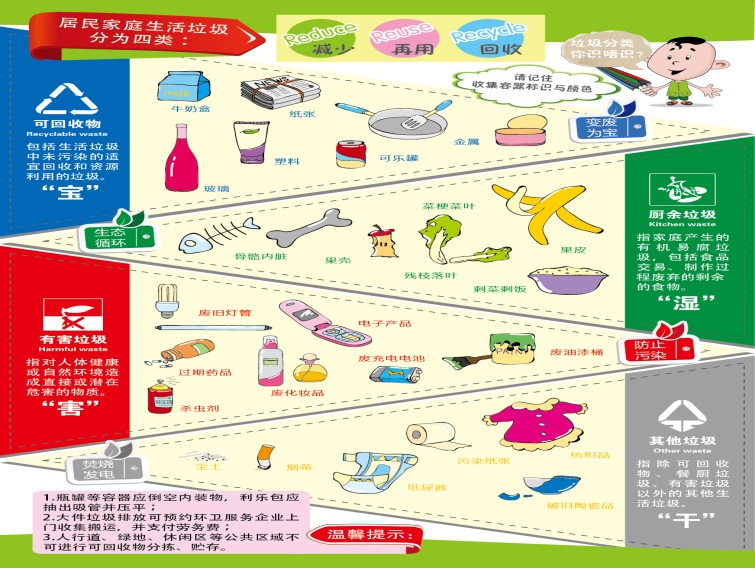 居民家庭生活垃圾
分为四类：
Reduce
减少
Reuse
再用
Recycle
回收
垃圾分类
你识唔识？
请记住
收集容器标识与颜色
可回收物
Recyclable waste
包括生活垃圾
中未污染的适
宜回收和资源
利用的垃圾。
“宝”
milk
牛奶盒
NEWS
纸张
塑料
玻璃
可乐罐
金属
变废
为宝
厨余垃圾
Kitchen waste
指家庭产生的
有机易腐垃
圾，包括食品
交易、制作过
程废弃的剩余
的食物。
“湿”
生态
循环
骨骼内脏
果壳
菜梗菜叶
残枝落叶
果皮
剩菜剩饭
有害垃圾
Harmful waste
指对人体健康
或自然环境造
成直接或潜在
危害的物质。
“害”
废旧灯管
电子产品
过期药品
杀虫剂
废化妆品
废充电电池
PAINT
废油漆桶
防止
污染
其他垃圾
Other waste
指除可回收
物、餐厨垃
圾、有害垃圾
以外的其他生
活垃圾。
“干”
焚烧
发电
尘土
烟蒂
纸尿裤
污染纸张
纺织品
破旧陶瓷品
1.瓶罐等容器应倒空内装物，利乐包应
抽出吸管并压平；
2.大件垃圾排放可预约环卫服务企业上
门收集搬运，并支付劳务费；
3.人行道、绿地、休闲区等公共区域不
可进行可回收物分拣、贮存。
温馨提示：